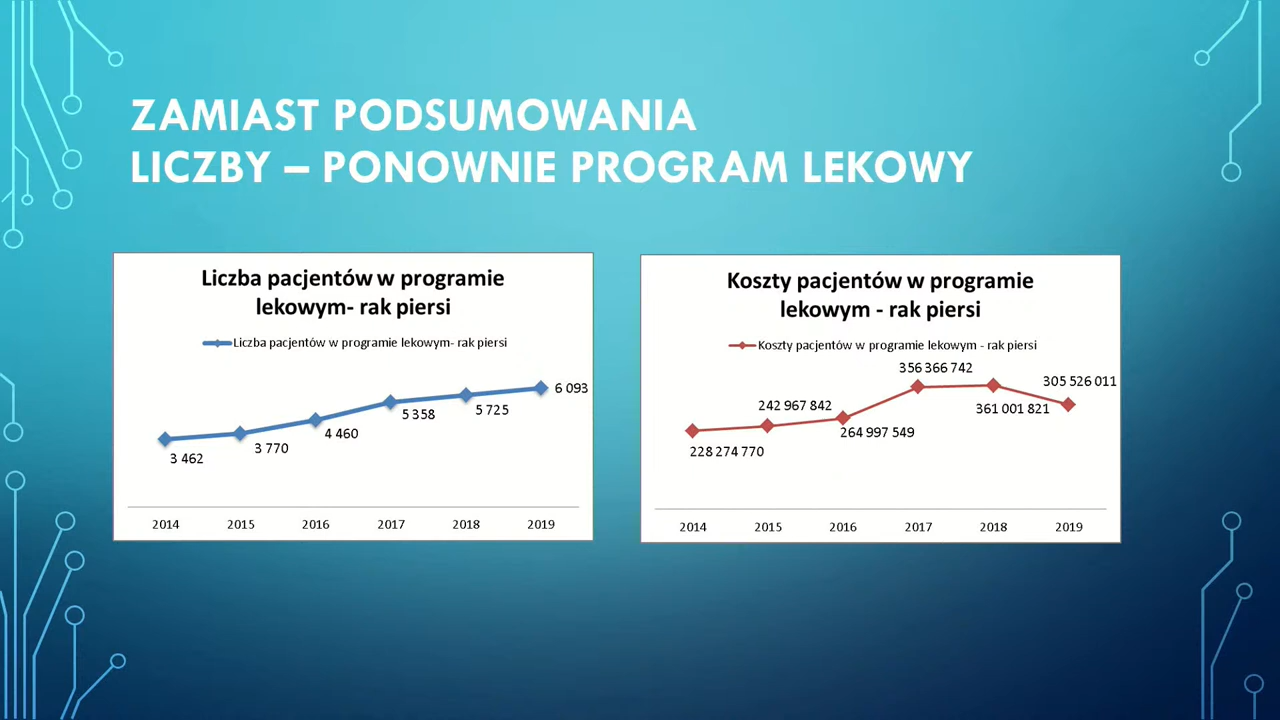 ZAMIAST PODSUMOWANIA
LICZBY – PONOWNIE PROGRAM LEKOWY
Liczba pacjentów w programie
lekowym- rak piersi
Liczba pacjentów w programie lekowym- rak piersi
3 462
3 770
4 460
5 358
5 725
6 093
2014 2015 2016 2017 2018 2019
Koszty pacjentów w programie
lekowym - rak piersi
Koszty pacjentów w programie lekowym - rak piersi
228 274 770
242 967 842
264 997 549
356 366 742
361 001 821
305 526 011
2014 2015 2016 2017 2018 2019